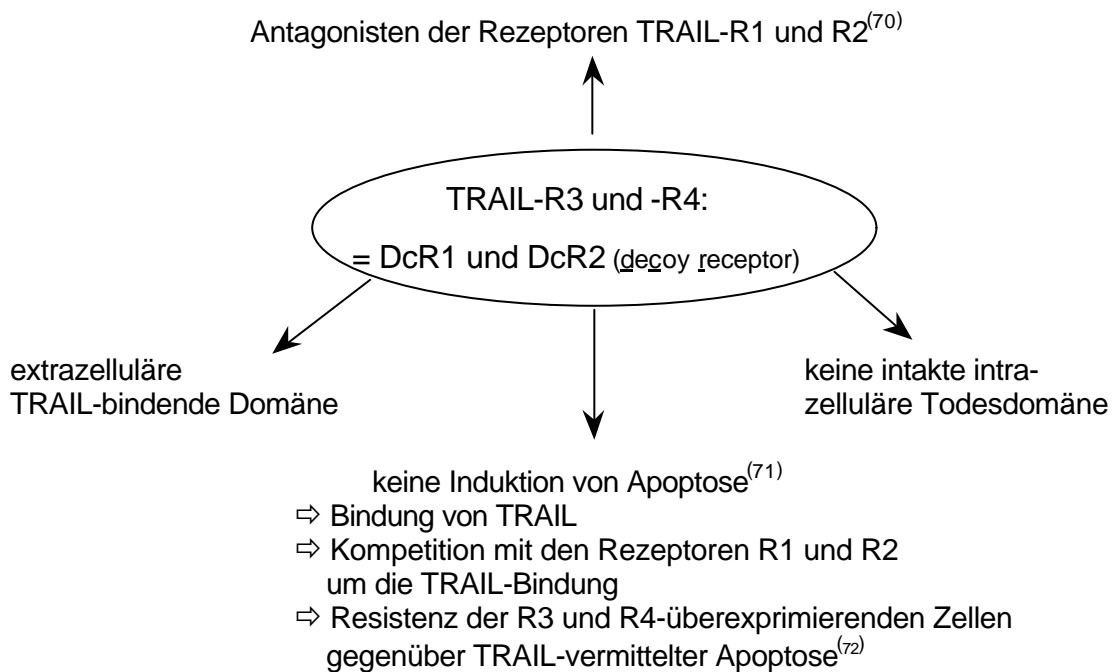 Antagonisten der Rezeptoren TRAIL-R1 und R2(70)
TRAIL-R3 und -R4:
= DcR1 und DcR2 (decoy receptor)
extrazelluläre
TRAIL-bindende Domäne
keine intakte intra-
zelluläre Todesdomäne
keine Induktion von Apoptose(71)
⇨ Bindung von TRAIL
⇨ Kompetition mit den Rezeptoren R1 und R2
um die TRAIL-Bindung
⇨ Resistenz der R3 und R4-überexprimierenden Zellen
gegenüber TRAIL-vermittelter Apoptose(72)